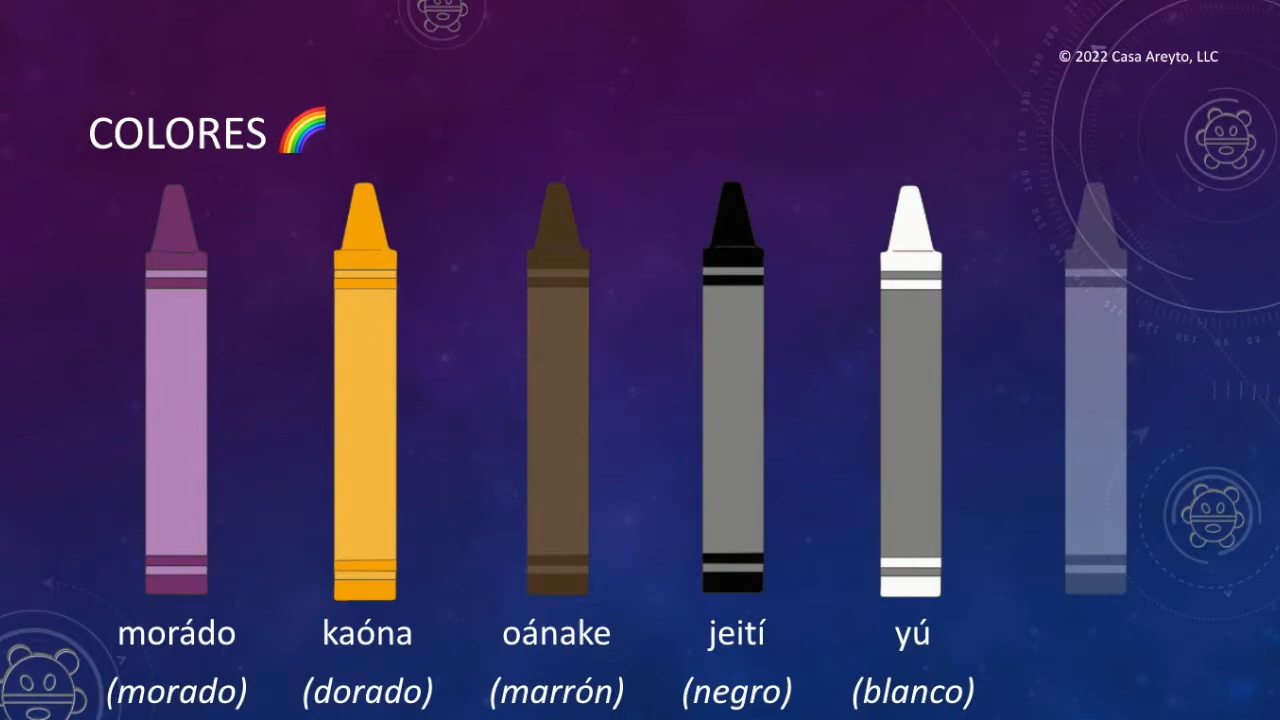 © 2022 Casa Areyto, LLC
COLORES 🌈
morádo kaóna oánake jeití yú
(morado) (dorado) (marrón) (negro) (blanco)